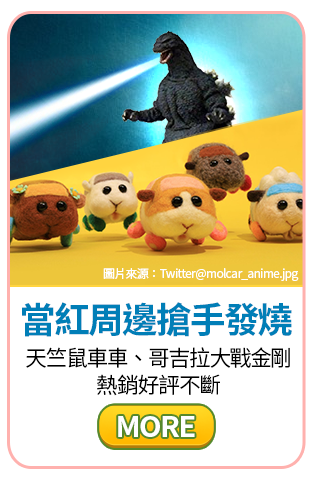 圖片來源：Twitter@molcar_anime.jpg
當紅周邊搶手發燒
天竺鼠車車、哥吉拉大戰金剛
熱銷好評不斷
MORE